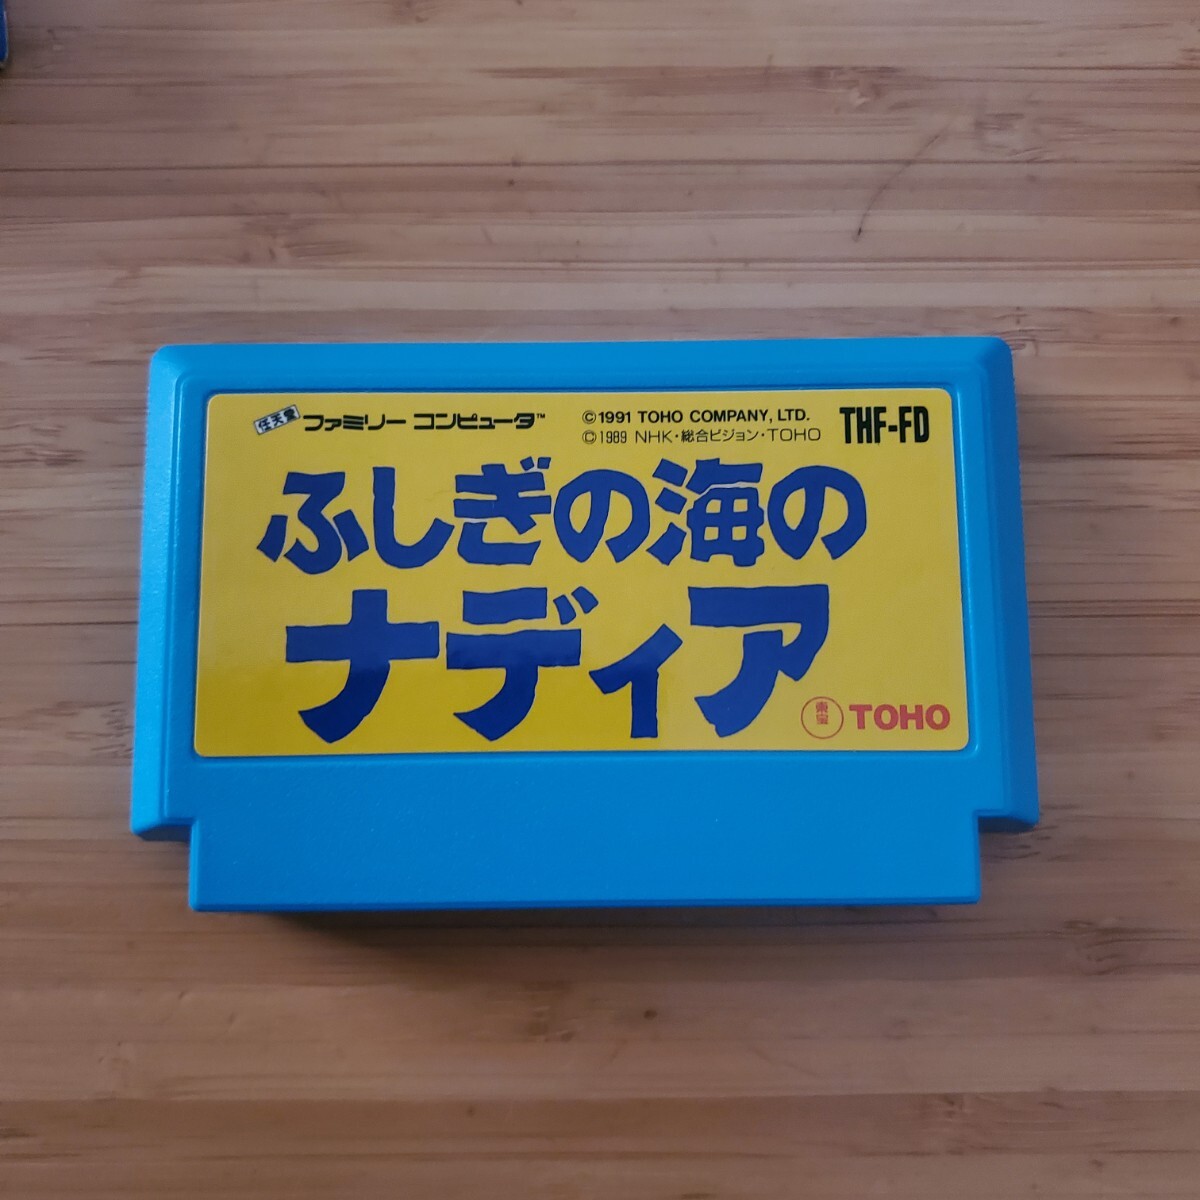 任天堂 ファミリー コンピュータ™
©1991 TOHO COMPANY, LTD.
©1989 NHK・総合ビジョン・TOHO
THF-FD
ふしぎの海の
ナディア
東宝 TOHO